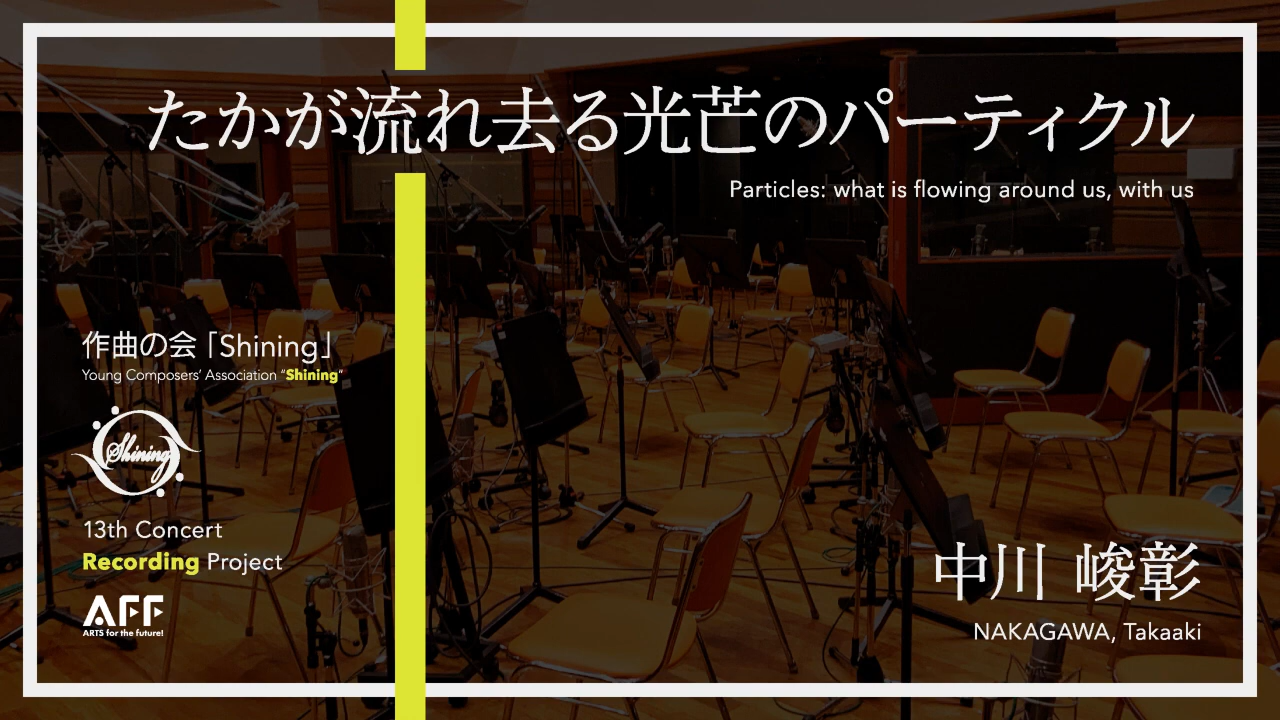 たかが流れ去る光芒のパーティクル
Particles: what is flowing around us, with us
作曲の会「Shining」
Young Composers’ Association “Shining”
Shining
13th Concert
Recording Project
AFF
ARTS for the future!
中川 峻彰
NAKAGAWA, Takaaki